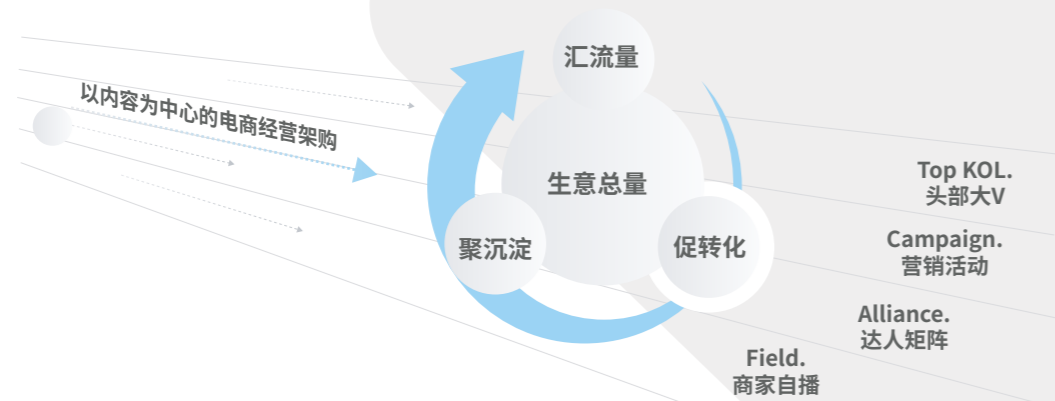 以内容为中心的电商经营架购
汇流量
生意总量
聚沉淀
促转化
Top KOL.
头部大V
Campaign.
营销活动
Alliance.
达人矩阵
Field.
商家自播